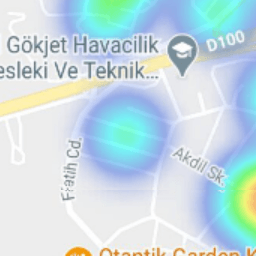 Gökjet Havacilik
esleki Ve Teknik...
D100
Fatih Cd.
Akdil Sk.
Otantik Garden K